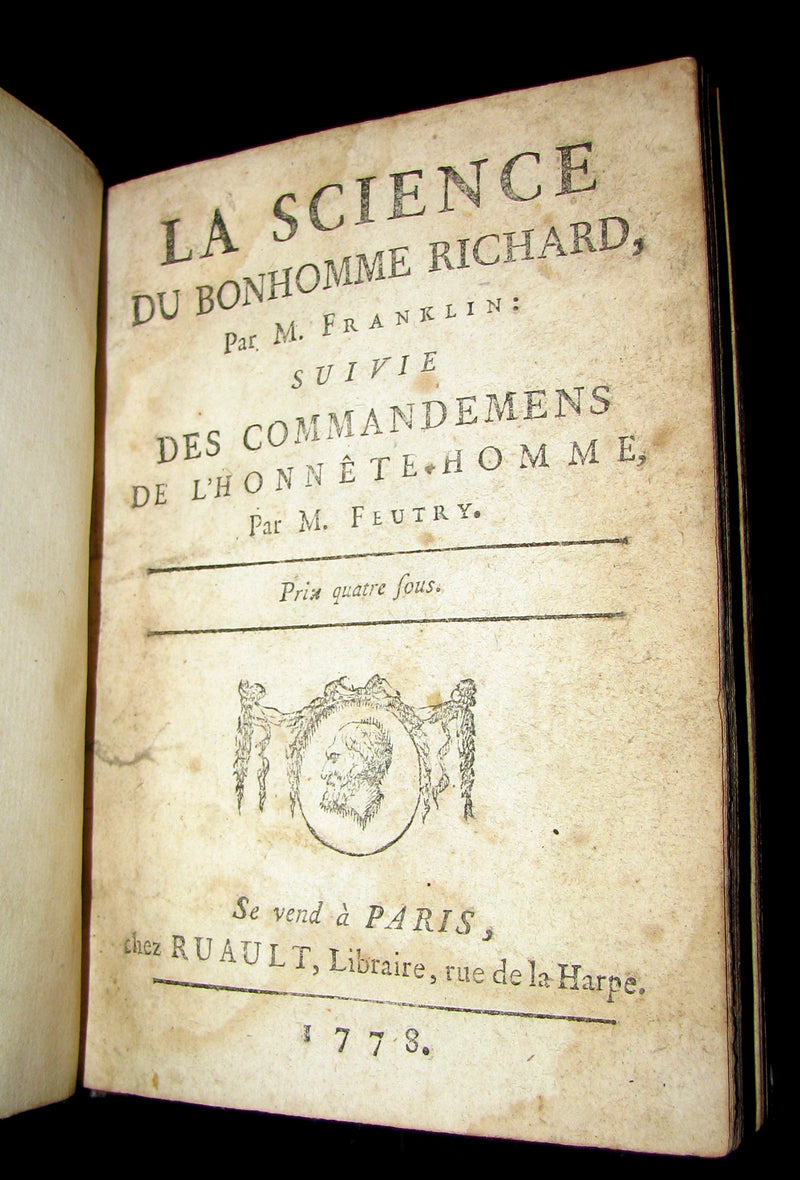 LA SCIENCE
DU BONHOMME RICHARD,
Par M. FRANKLIN:
SUIVIE
DES COMMANDEMENS
DE L'HONNÊTE-HOMME,
Par M. FEUTRY.
Prix quatre ſous.
Se vend à PARIS,
chez RUAULT, Libraire, rue de la Harpe.
1778.